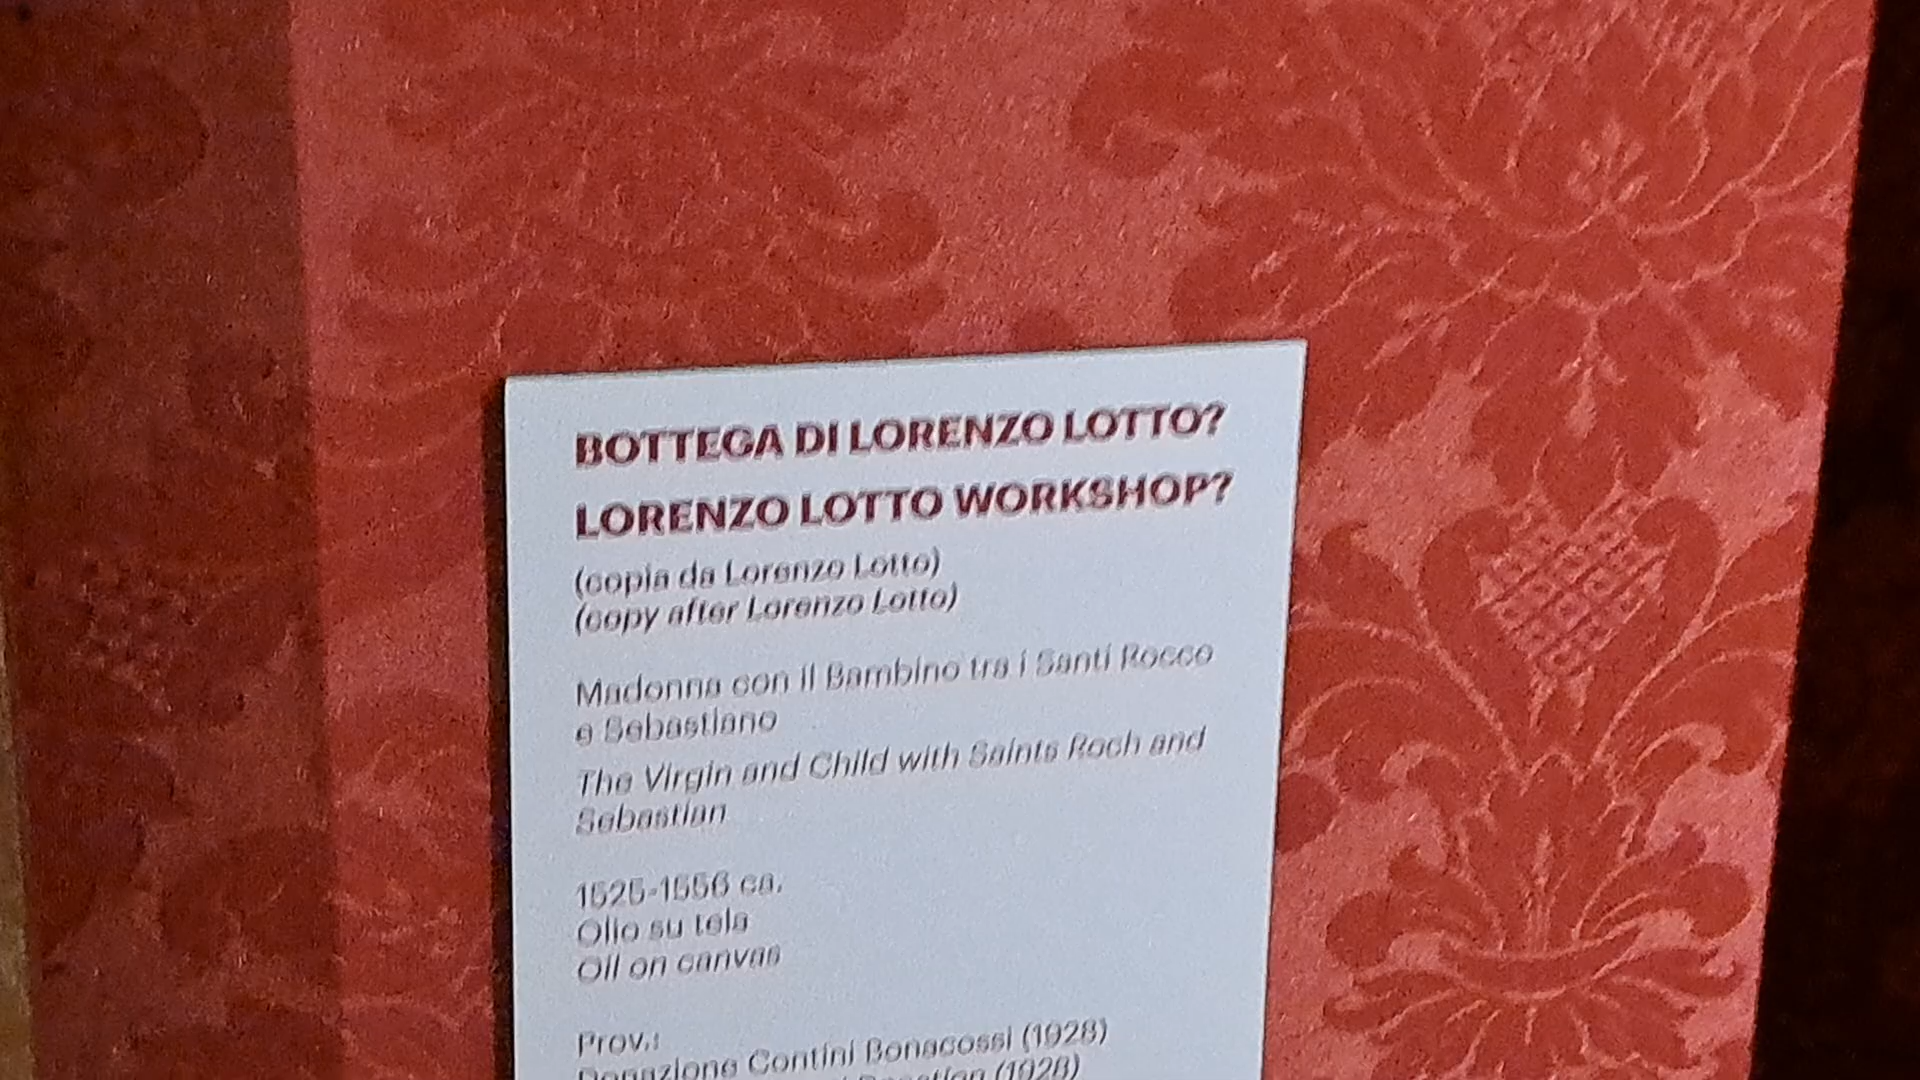 BOTTEGA DI LORENZO LOTTO?
LORENZO LOTTO WORKSHOP?
(copia da Lorenzo Lotto)
(copy after Lorenzo Lotto)
Madonna con il Bambino tra i Santi Rocco
e Sebastiano
The Virgin and Child with Saints Roch and
Sebastian
1525-1556 ca.
Olio su tela
Oil on canvas
Prov.:
Donazione Contini Bonacossi (1928)
Donation (1928)